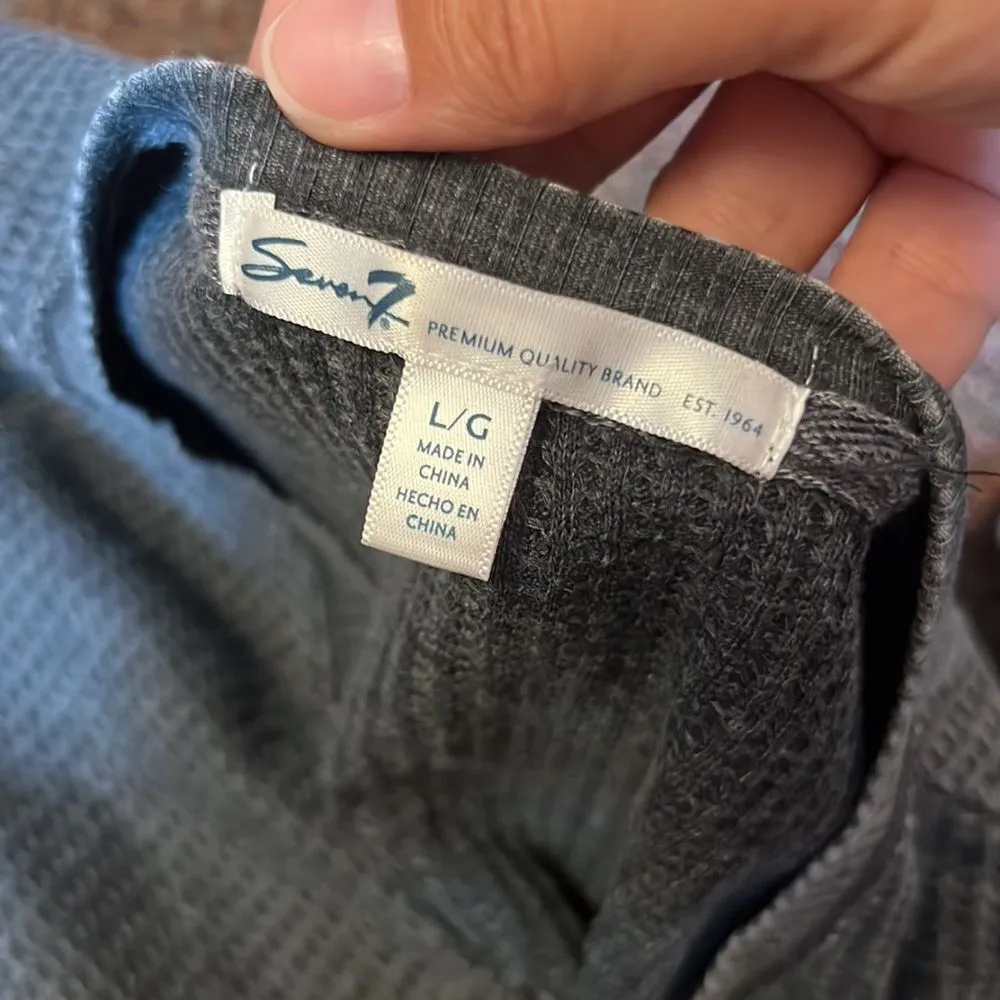 Seven7®
PREMIUM QUALITY BRAND EST. 1964
L/G
MADE IN
CHINA
HECHO EN
CHINA